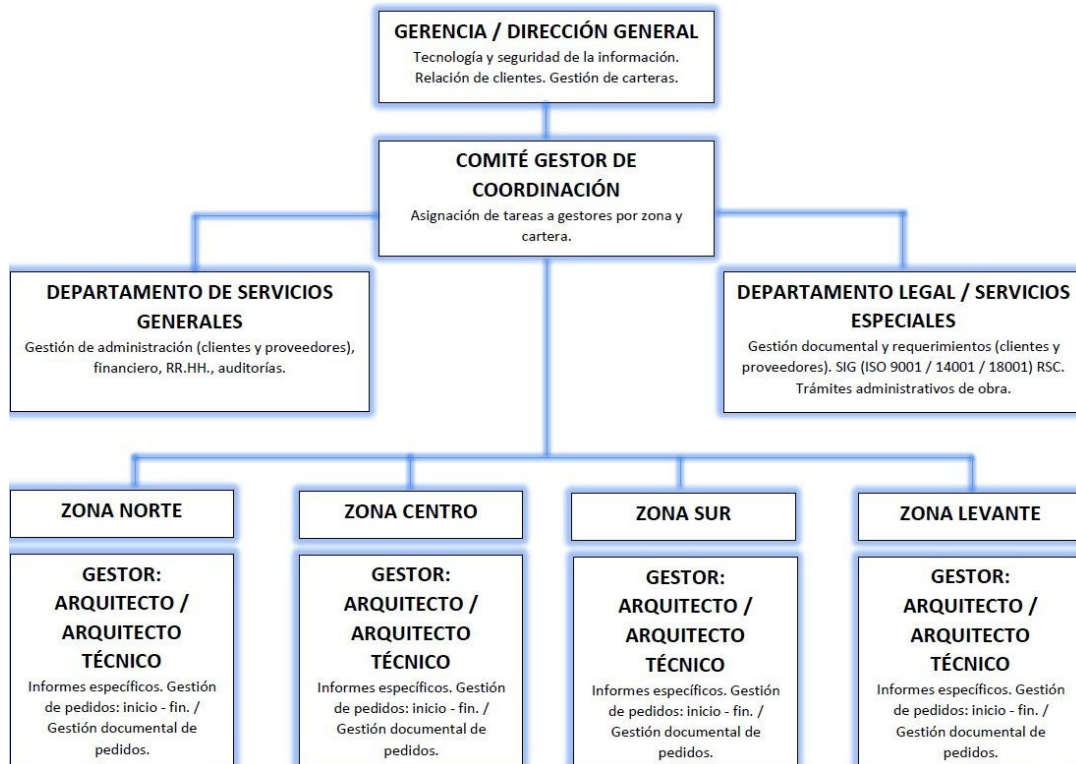 GERENCIA / DIRECCIÓN GENERAL
Tecnología y seguridad de la información.
Relación de clientes. Gestión de carteras.
COMITÉ GESTOR DE
COORDINACIÓN
Asignación de tareas a gestores por zona y
cartera.
DEPARTAMENTO DE SERVICIOS
GENERALES
Gestión de administración (clientes y proveedores),
financiero, RR.HH., auditorías.
DEPARTAMENTO LEGAL / SERVICIOS
ESPECIALES
Gestión documental y requerimientos (clientes y
proveedores). SIG (ISO 9001 / 14001 / 18001) RSC.
Trámites administrativos de obra.
ZONA NORTE
GESTOR:
ARQUITECTO /
ARQUITECTO
TÉCNICO
Informes específicos. Gestión
de pedidos: inicio - fin. /
Gestión documental de
pedidos.
ZONA CENTRO
GESTOR:
ARQUITECTO /
ARQUITECTO
TÉCNICO
Informes específicos. Gestión
de pedidos: inicio - fin. /
Gestión documental de
pedidos.
ZONA SUR
GESTOR:
ARQUITECTO /
ARQUITECTO
TÉCNICO
Informes específicos. Gestión
de pedidos: inicio - fin. /
Gestión documental de
pedidos.
ZONA LEVANTE
GESTOR:
ARQUITECTO /
ARQUITECTO
TÉCNICO
Informes específicos. Gestión
de pedidos: inicio - fin. /
Gestión documental de
pedidos.